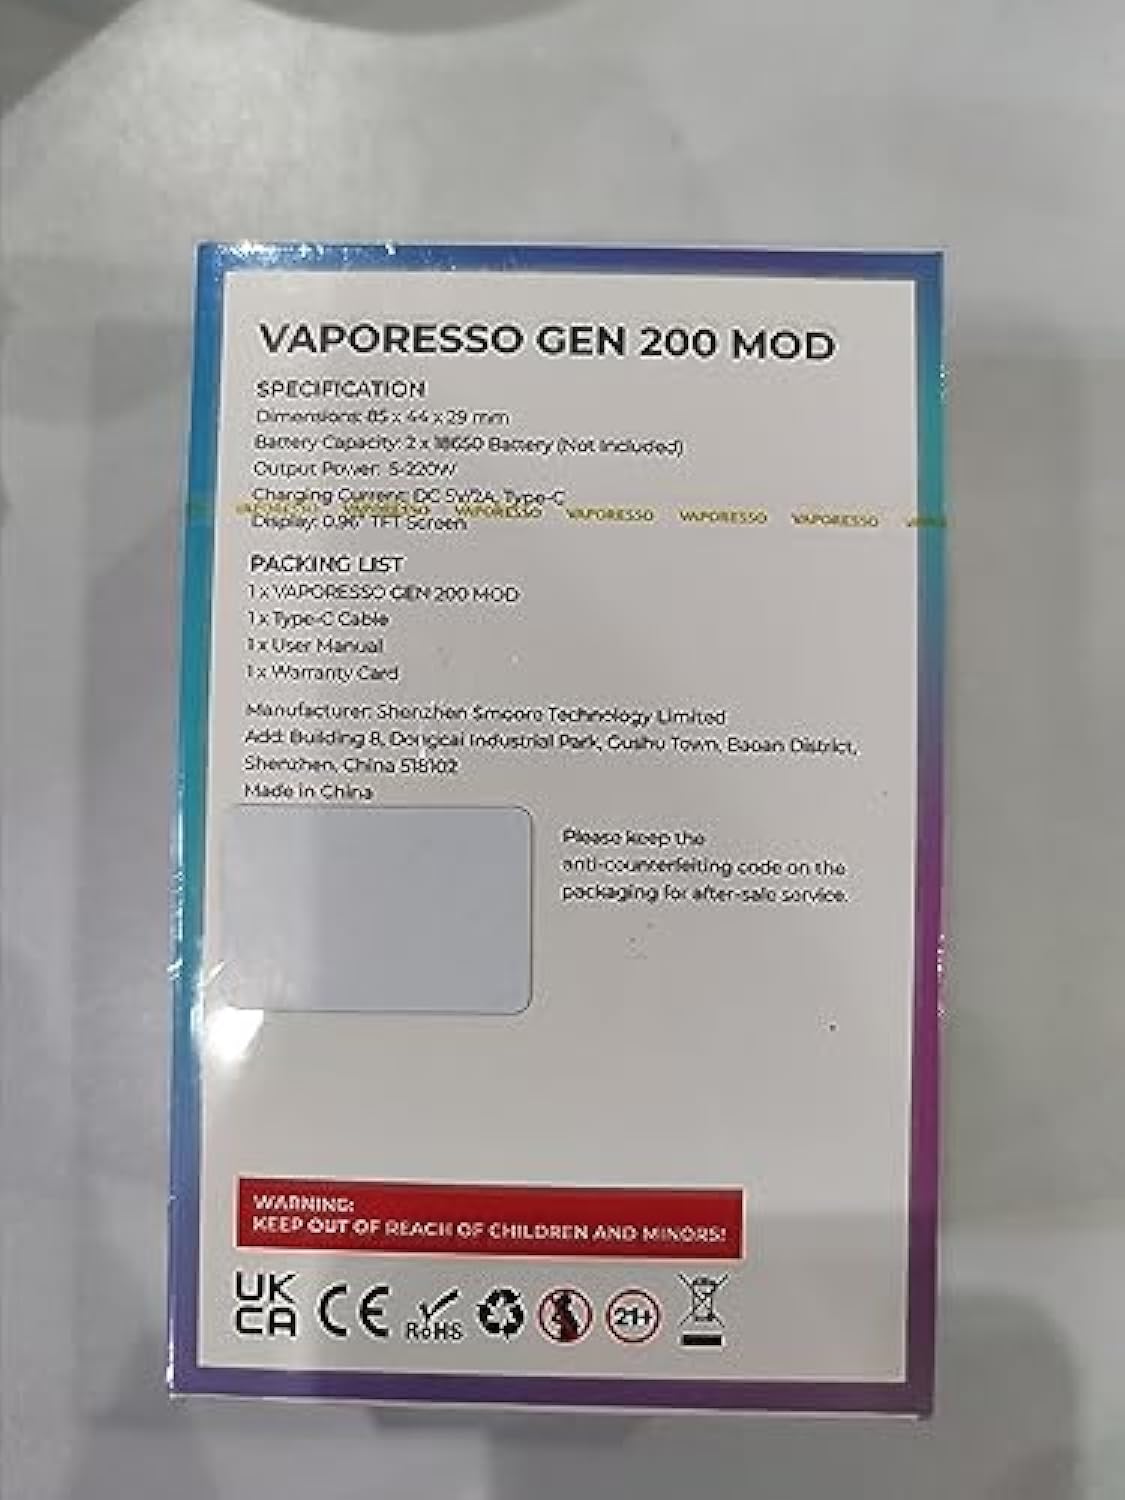 VAPORESSO GEN 200 MOD
SPECIFICATION
Dimensions: 85 x 44 x 29 mm
Battery Capacity: 2 x 18650 Battery (Not Included)
Output Power: 5-220W
Charging Current: DC 5V/2A, Type-C
VAPORESSO VAPORESSO VAPORESSO VAPORESSO VAPORESSO VAPORESSO
Display: 0.96" TFT Screen
PACKING LIST
1 x VAPORESSO GEN 200 MOD
1 x Type-C Cable
1 x User Manual
1 x Warranty Card
Manufacturer: Shenzhen Smoore Technology Limited
Add: Building 8, Dongcai Industrial Park, Gushu Town, Baoan District,
Shenzhen, China 518102
Made in China
Please keep the
anti-counterfeiting code on the
packaging for after-sale service.
WARNING:
KEEP OUT OF REACH OF CHILDREN AND MINORS!
UK
CA
CE
RoHS
21+